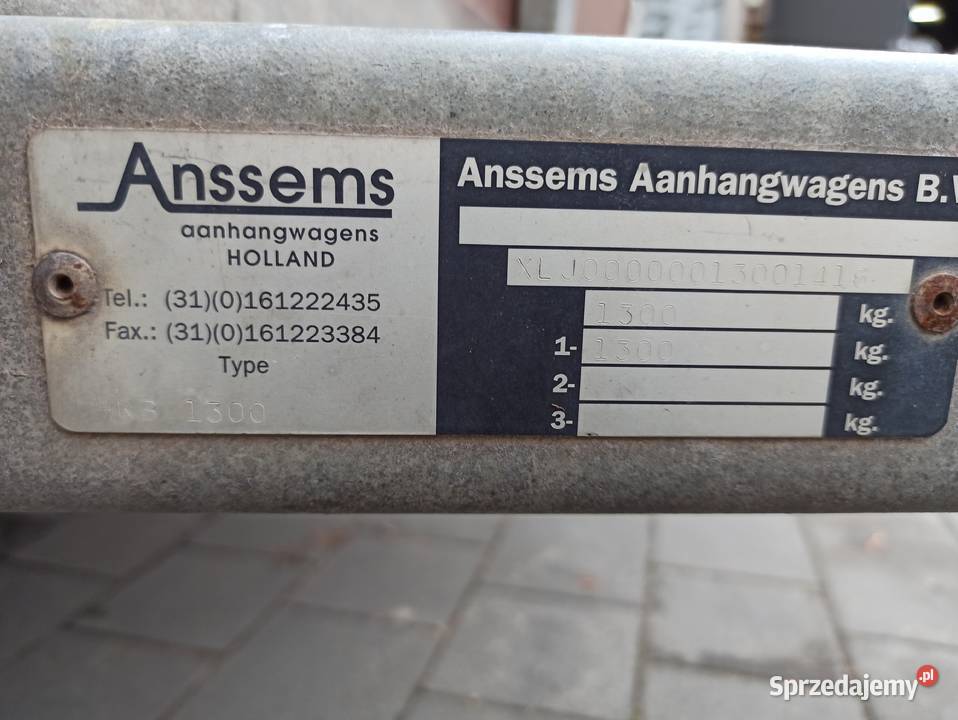 Anssems
aanhangwagens
HOLLAND
Tel.: (31)(0)161222435
Fax.: (31)(0)161223384
Type
1300
Anssems Aanhangwagens B.V
1300 kg.
1- 1300 kg.
2- kg.
3- kg.
Sprzedajemy.pl